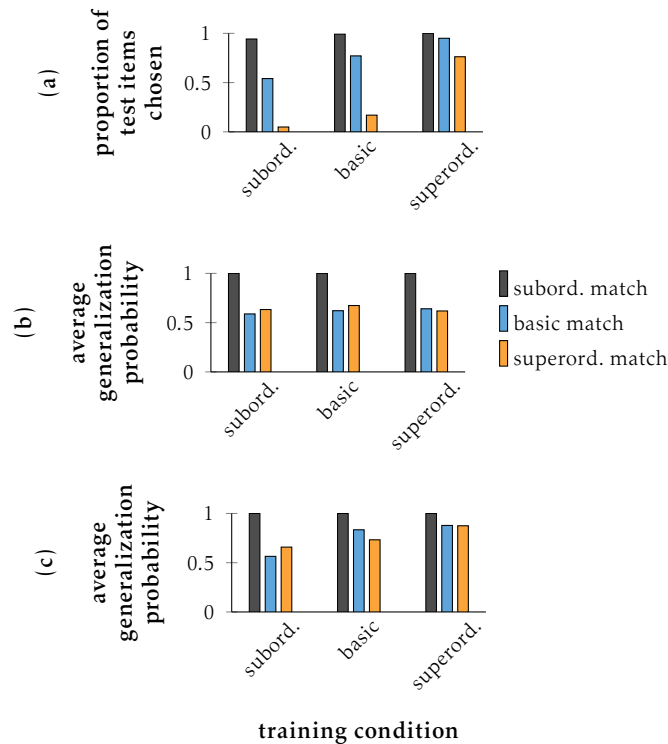 (a)
proportion of
test items
chosen
1
0.5
0
subord.
basic
superord.
(b)
average
generalization
probability
1
0.5
0
subord.
basic
superord.
subord. match
basic match
superord. match
(c)
average
generalization
probability
1
0.5
0
subord.
basic
superord.
training condition